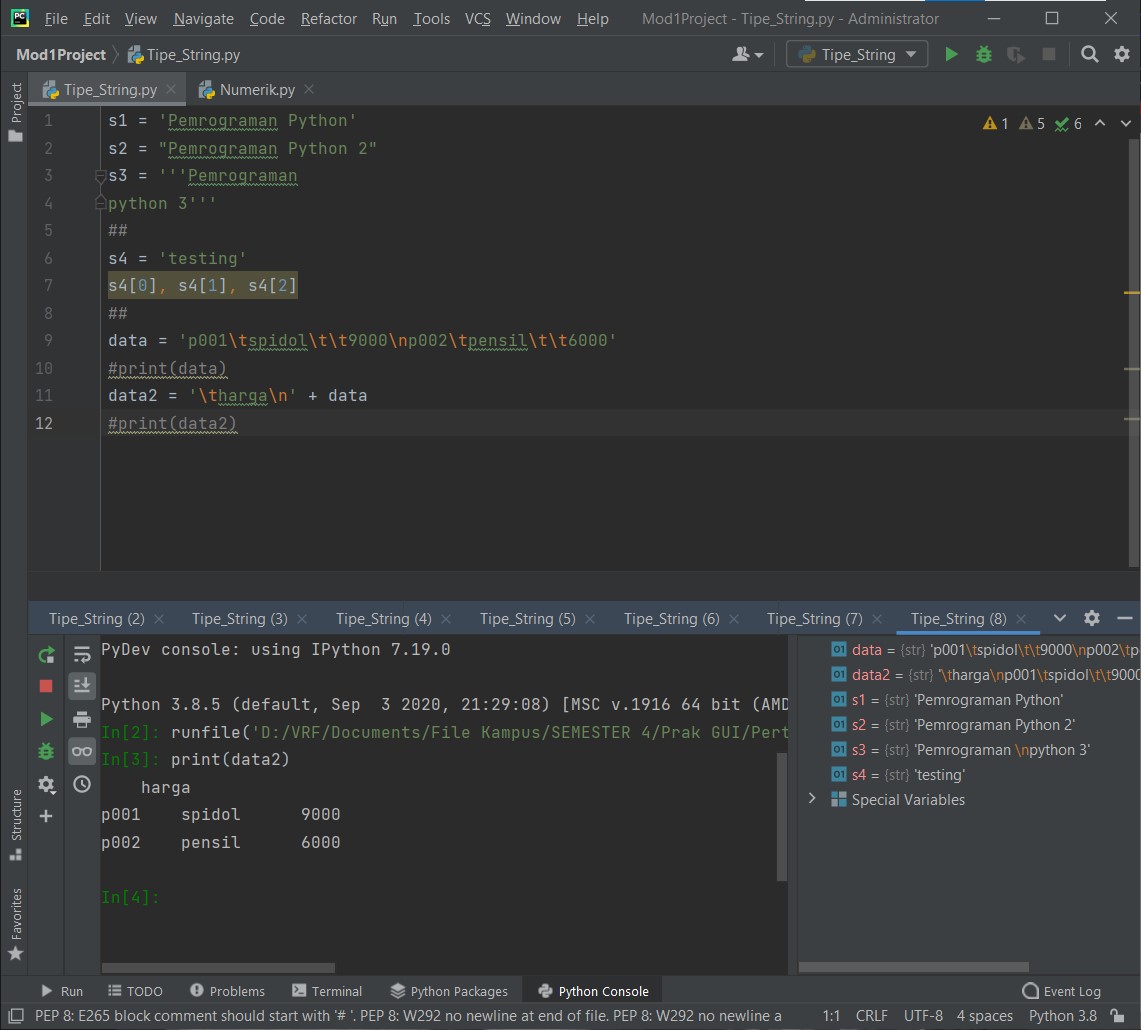 PC File Edit View Navigate Code Refactor Run Tools VCS Window Help Mod1Project - Tipe_String.py - Administrator
Mod1Project Tipe_String.py Tipe_String
Project
Tipe_String.py Numerik.py
1 s1 = 'Pemrograman Python'
2 s2 = "Pemrograman Python 2"
3 s3 = '''Pemrograman
4 python 3'''
5 ##
6 s4 = 'testing'
7 s4[0], s4[1], s4[2]
8 ##
9 data = 'p001\tspidol\t\t9000\np002\tpensil\t\t6000'
10 #print(data)
11 data2 = '\tharga\n' + data
12 #print(data2)
1 5 6
Tipe_String (2) Tipe_String (3) Tipe_String (4) Tipe_String (5) Tipe_String (6) Tipe_String (7) Tipe_String (8)
PyDev console: using IPython 7.19.0
Python 3.8.5 (default, Sep  3 2020, 21:29:08) [MSC v.1916 64 bit (AMD
In[2]: runfile('D:/VRF/Documents/File Kampus/SEMESTER 4/Prak GUI/Pert
In[3]: print(data2)
harga
p001 spidol 9000
p002 pensil 6000
In[4]:
01 data = {str} 'p001\tspidol\t\t9000\np002\tp
01 data2 = {str} '\tharga\np001\tspidol\t\t9000
01 s1 = {str} 'Pemrograman Python'
01 s2 = {str} 'Pemrograman Python 2'
01 s3 = {str} 'Pemrograman \npython 3'
01 s4 = {str} 'testing'
Special Variables
Structure
Favorites
Run TODO Problems Terminal Python Packages Python Console Event Log
PEP 8: E265 block comment should start with '# '. PEP 8: W292 no newline at end of file. PEP 8: W292 no newline a 1:1 CRLF UTF-8 4 spaces Python 3.8